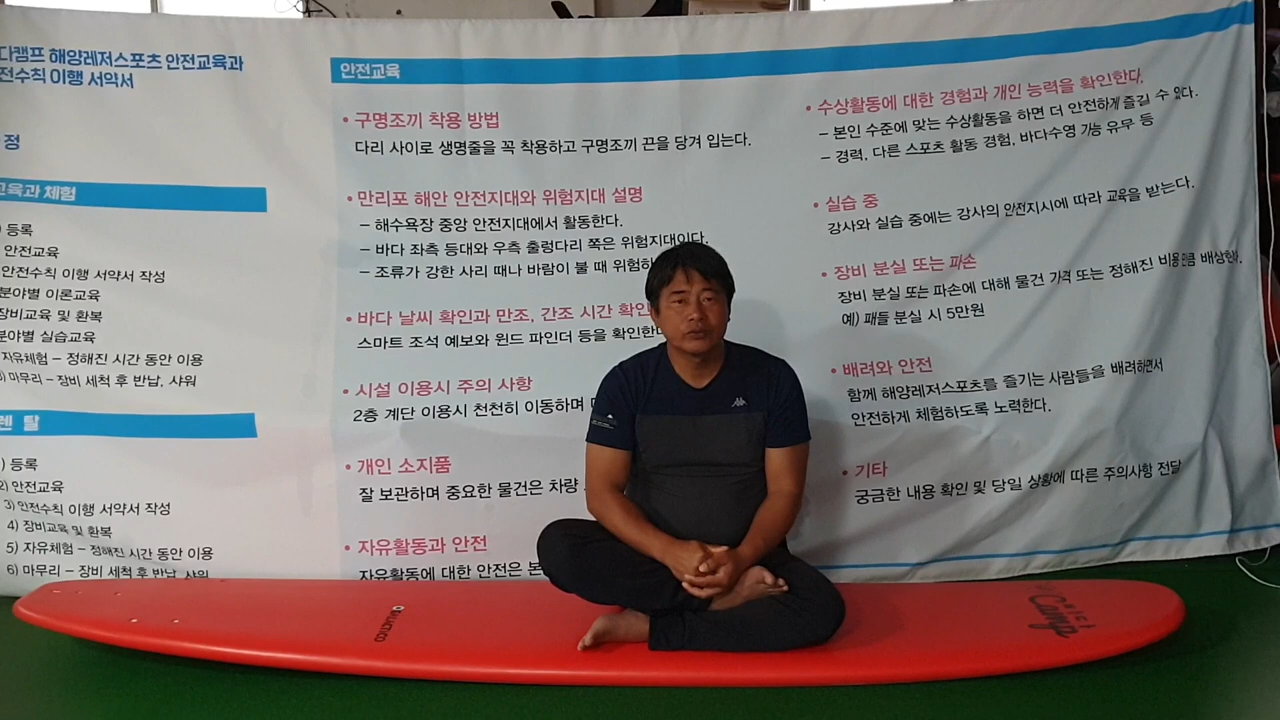 다캠프 해양레저스포츠 안전교육과
전수칙 이행 서약서
정
교육과 체험
등록
안전교육
안전수칙 이행 서약서 작성
분야별 이론교육
장비교육 및 환복
분야별 실습교육
자유체험 – 정해진 시간 동안 이용
) 마무리 – 장비 세척 후 반납, 샤워
렌 탈
) 등록
2) 안전교육
3) 안전수칙 이행 서약서 작성
4) 장비교육 및 환복
5) 자유체험 – 정해진 시간 동안 이용
6) 마무리 – 장비 세척 후 반납, 샤워
안전교육
• 구명조끼 착용 방법
다리 사이로 생명줄을 꼭 착용하고 구명조끼 끈을 당겨 입는다.
• 만리포 해안 안전지대와 위험지대 설명
– 해수욕장 중앙 안전지대에서 활동한다.
– 바다 좌측 등대와 우측 출렁다리 쪽은 위험지대이다.
– 조류가 강한 사리 때나 바람이 불 때 위험하
• 바다 날씨 확인과 만조, 간조 시간 확인
스마트 조석 예보와 윈드 파인더 등을 확인한다
• 시설 이용시 주의 사항
2층 계단 이용시 천천히 이동하며
• 개인 소지품
잘 보관하며 중요한 물건은 차량
• 자유활동과 안전
자유활동에 대한 안전은 본
• 수상활동에 대한 경험과 개인 능력을 확인한다.
– 본인 수준에 맞는 수상활동을 하면 더 안전하게 즐길 수 있다.
– 경력, 다른 스포츠 활동 경험, 바다수영 가능 유무 등
• 실습 중
강사와 실습 중에는 강사의 안전지시에 따라 교육을 받는다.
• 장비 분실 또는 파손
장비 분실 또는 파손에 대해 물건 가격 또는 정해진 비용만큼 배상한다.
예) 패들 분실 시 5만원
• 배려와 안전
함께 해양레저스포츠를 즐기는 사람들을 배려하면서
안전하게 체험하도록 노력한다.
• 기타
궁금한 내용 확인 및 당일 상황에 따른 주의사항 전달
Kappa
GALACTICO
Camp